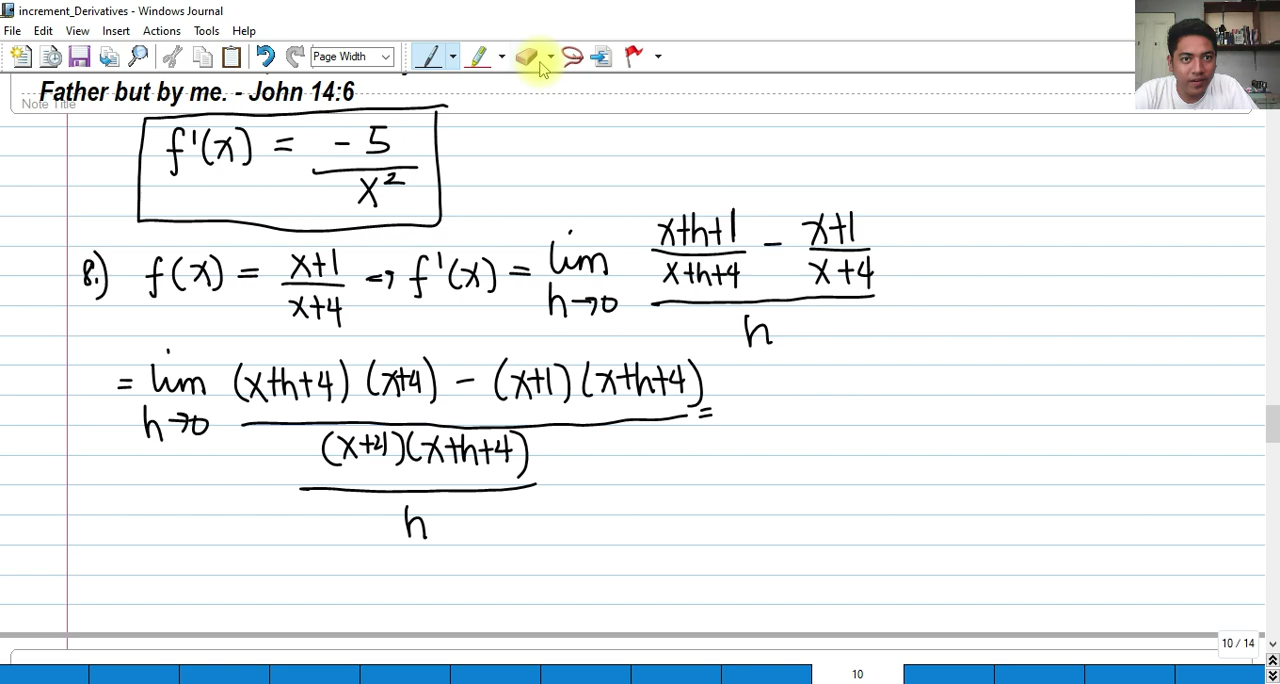 increment_Derivatives - Windows Journal
File Edit View Insert Actions Tools Help
Page Width
Father but by me. - John 14:6
Note Title
f'(x) = -5/x²
8.) f(x) = (x+1)/(x+4) → f'(x) = lim h→0 ((x+h+1)/(x+h+4) - (x+1)/(x+4))/h
= lim h→0 (((x+h+4)(x+4) - (x+1)(x+h+4))/((x+4)(x+h+4)))/h =
10 / 14
10